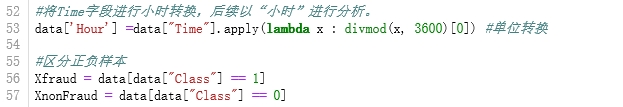 52 #将Time字段进行小时转换，后续以“小时”进行分析。
53 data['Hour'] =data["Time"].apply(lambda x : divmod(x, 3600)[0]) #单位转换
54
55 #区分正负样本
56 Xfraud = data[data["Class"] == 1]
57 XnonFraud = data[data["Class"] == 0]